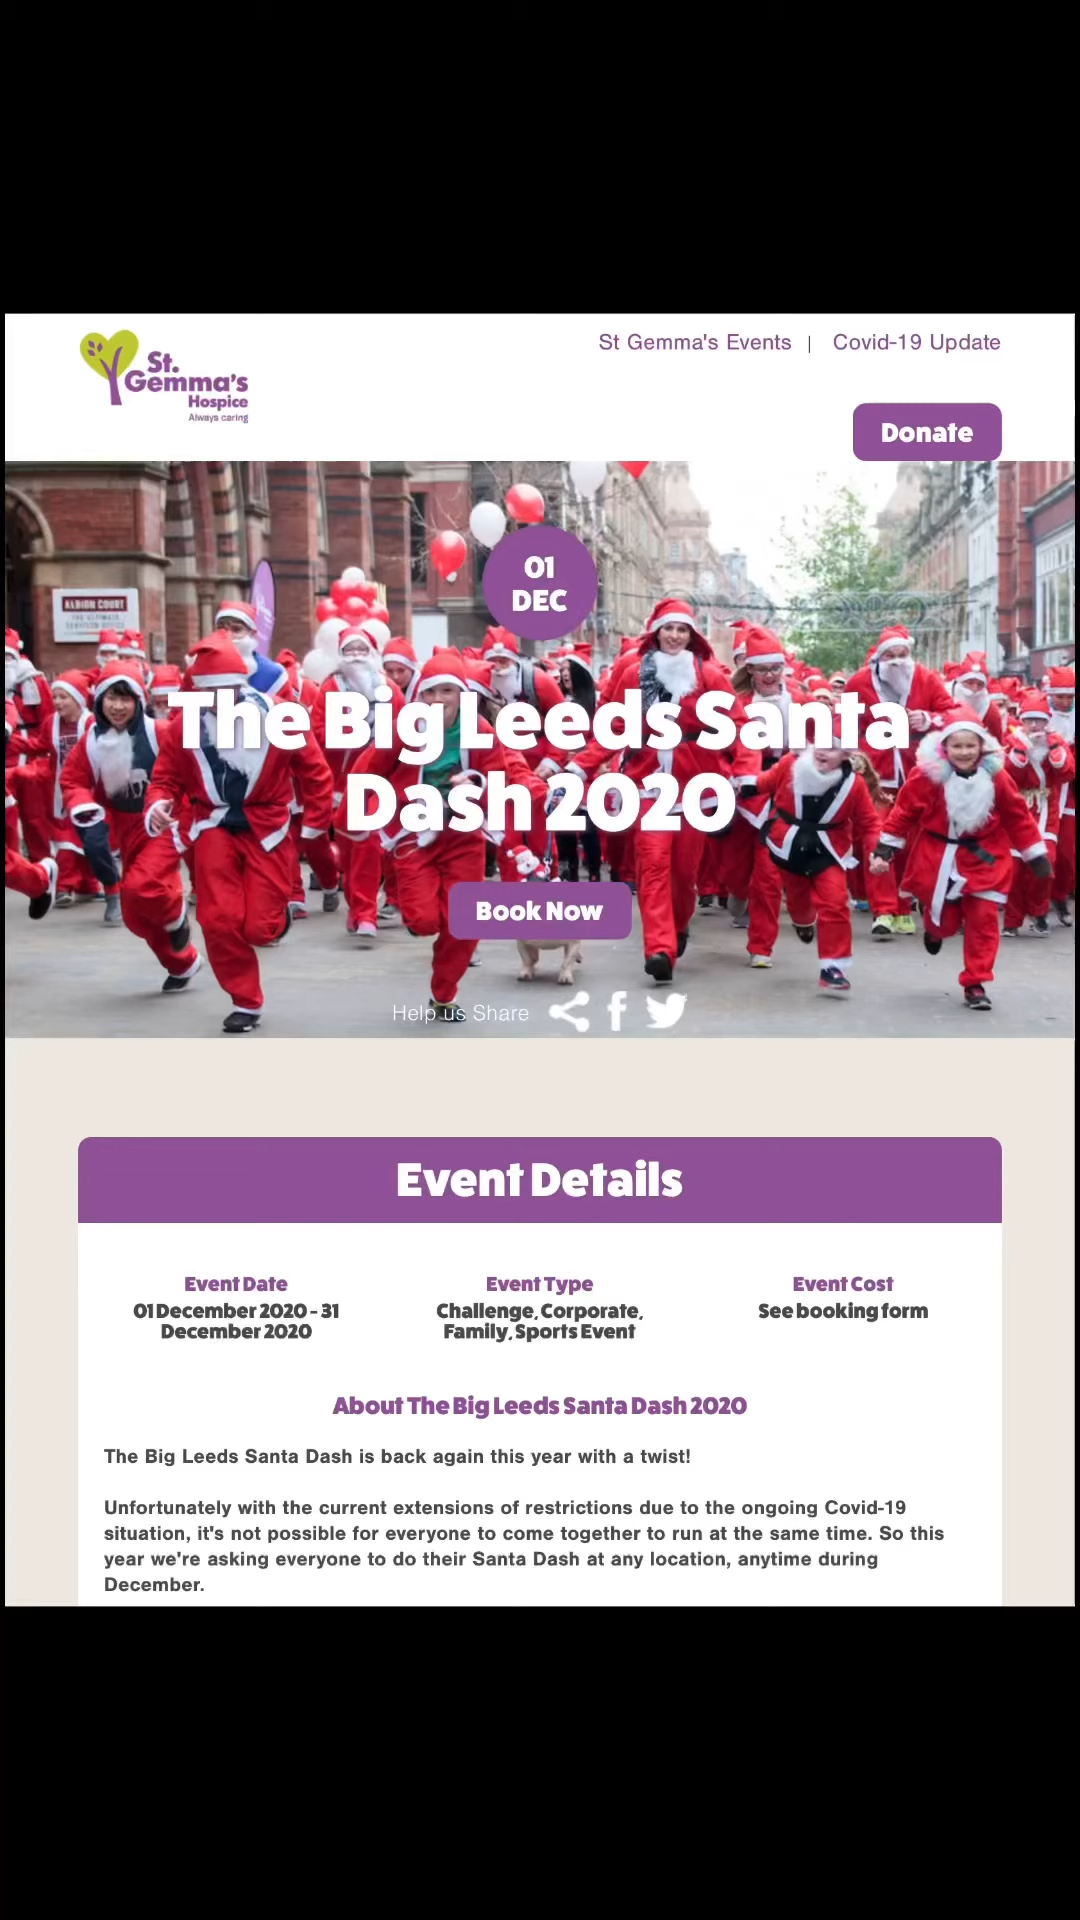 St.
Gemma's
Hospice
Always caring
St Gemma's Events | Covid-19 Update
Donate
01
DEC
ALBION COURT
The Big Leeds Santa
Dash 2020
Book Now
Help us Share
Event Details
Event Date
01 December 2020 - 31
December 2020
Event Type
Challenge, Corporate,
Family, Sports Event
Event Cost
See booking form
About The Big Leeds Santa Dash 2020
The Big Leeds Santa Dash is back again this year with a twist!
Unfortunately with the current extensions of restrictions due to the ongoing Covid-19
situation, it's not possible for everyone to come together to run at the same time. So this
year we're asking everyone to do their Santa Dash at any location, anytime during
December.